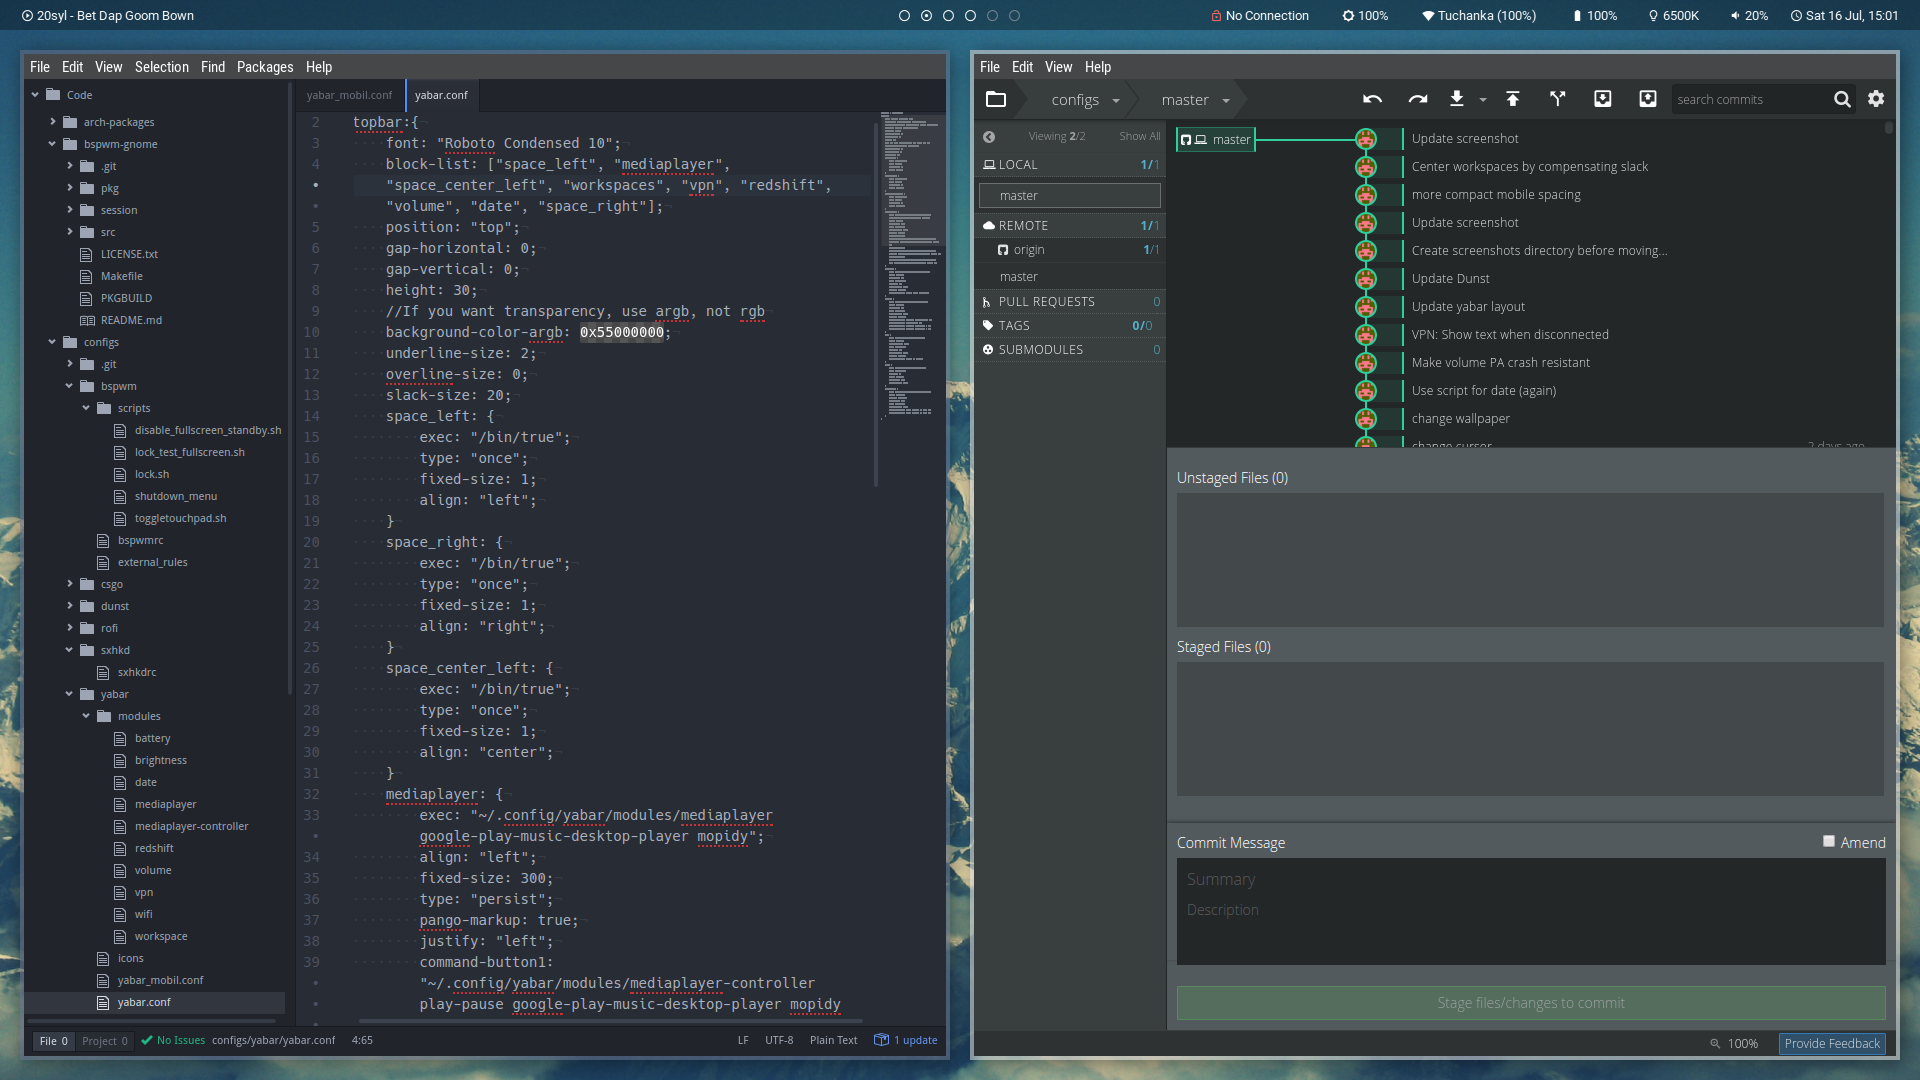 20syl - Bet Dap Goom Bown
No Connection
100%
Tuchanka (100%)
100%
6500K
20%
Sat 16 Jul, 15:01
File Edit View Selection Find Packages Help
Code
arch-packages
bspwm-gnome
.git
pkg
session
src
LICENSE.txt
Makefile
PKGBUILD
README.md
configs
.git
bspwm
scripts
disable_fullscreen_standby.sh
lock_test_fullscreen.sh
lock.sh
shutdown_menu
toggletouchpad.sh
bspwmrc
external_rules
csgo
dunst
rofi
sxhkd
sxhkdrc
yabar
modules
battery
brightness
date
mediaplayer
mediaplayer-controller
redshift
volume
vpn
wifi
workspace
icons
yabar_mobil.conf
yabar.conf
yabar_mobil.conf yabar.conf
2 topbar:{
3 font: "Roboto Condensed 10";
4 block-list: ["space_left", "mediaplayer",
"space_center_left", "workspaces", "vpn", "redshift",
"volume", "date", "space_right"];
5 position: "top";
6 gap-horizontal: 0;
7 gap-vertical: 0;
8 height: 30;
9 //If you want transparency, use argb, not rgb
10 background-color-argb: 0x55000000;
11 underline-size: 2;
12 overline-size: 0;
13 slack-size: 20;
14 space_left: {
15 exec: "/bin/true";
16 type: "once";
17 fixed-size: 1;
18 align: "left";
19 }
20 space_right: {
21 exec: "/bin/true";
22 type: "once";
23 fixed-size: 1;
24 align: "right";
25 }
26 space_center_left: {
27 exec: "/bin/true";
28 type: "once";
29 fixed-size: 1;
30 align: "center";
31 }
32 mediaplayer: {
33 exec: "~/.config/yabar/modules/mediaplayer
google-play-music-desktop-player mopidy";
34 align: "left";
35 fixed-size: 300;
36 type: "persist";
37 pango-markup: true;
38 justify: "left";
39 command-button1:
"~/.config/yabar/modules/mediaplayer-controller
play-pause google-play-music-desktop-player mopidy
File 0 Project 0 No Issues configs/yabar/yabar.conf 4:65 LF UTF-8 Plain Text 1 update
File Edit View Help
configs master search commits
Viewing 2/2 Show All
LOCAL 1/1
master
REMOTE 1/1
origin 1/1
master
PULL REQUESTS 0
TAGS 0/0
SUBMODULES 0
master
Update screenshot
Center workspaces by compensating slack
more compact mobile spacing
Update screenshot
Create screenshots directory before moving...
Update Dunst
Update yabar layout
VPN: Show text when disconnected
Make volume PA crash resistant
Use script for date (again)
change wallpaper
change cursor 2 days ago
Unstaged Files (0)
Staged Files (0)
Commit Message Amend
Summary
Description
Stage files/changes to commit
100% Provide Feedback